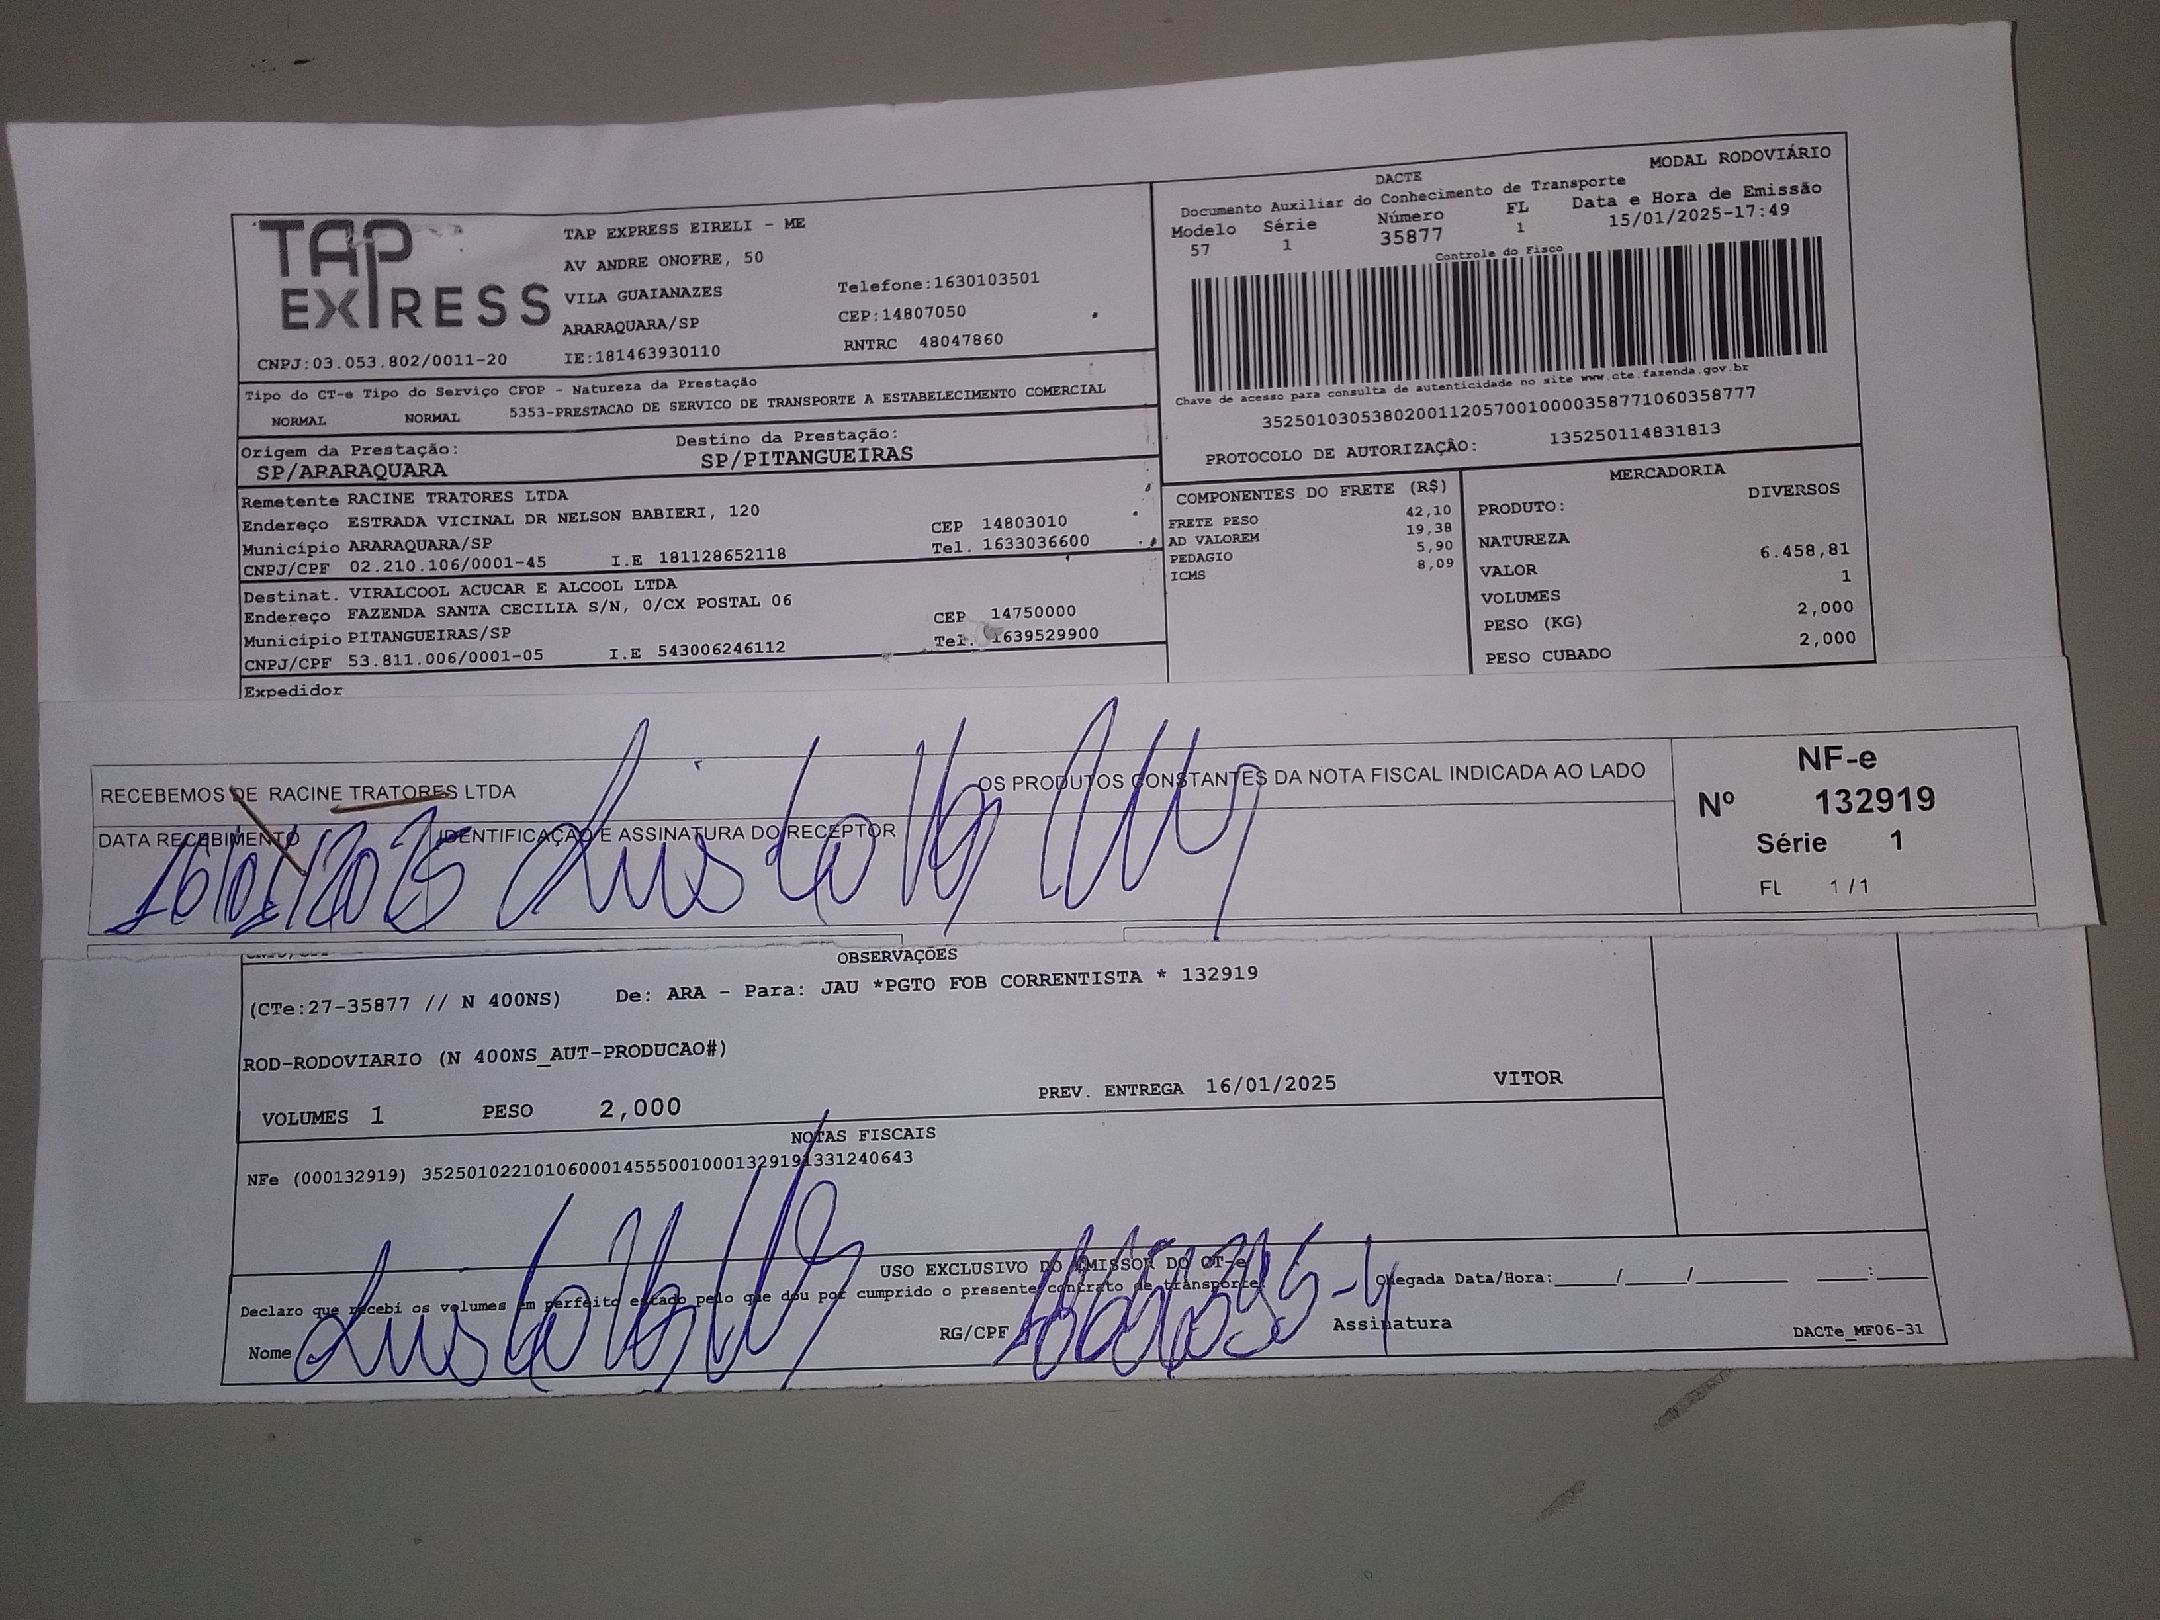 TAP EXPRESS
TAP EXPRESS EIRELI - ME
AV ANDRE ONOFRE, 50
VILA GUAIANAZES Telefone:1630103501
ARARAQUARA/SP CEP:14807050
CNPJ:03.053.802/0011-20 IE:181463930110 RNTRC 48047860
Tipo do CT-e Tipo do Serviço CFOP - Natureza da Prestação
NORMAL NORMAL 5353-PRESTACAO DE SERVICO DE TRANSPORTE A ESTABELECIMENTO COMERCIAL
Origem da Prestação: Destino da Prestação:
SP/ARARAQUARA SP/PITANGUEIRAS
Remetente RACINE TRATORES LTDA
Endereço ESTRADA VICINAL DR NELSON BABIERI, 120 CEP 14803010
Município ARARAQUARA/SP Tel. 1633036600
CNPJ/CPF 02.210.106/0001-45 I.E 181128652118
Destinat. VIRALCOOL ACUCAR E ALCOOL LTDA
Endereço FAZENDA SANTA CECILIA S/N, 0/CX POSTAL 06 CEP 14750000
Município PITANGUEIRAS/SP Tel. 1639529900
CNPJ/CPF 53.811.006/0001-05 I.E 543006246112
Expedidor
DACTE MODAL RODOVIÁRIO
Documento Auxiliar do Conhecimento de Transporte
Modelo Série Número FL Data e Hora de Emissão
57 1 35877 1 15/01/2025-17:49
Controle do Fisco
Chave de acesso para consulta de autenticidade no site www.cte.fazenda.gov.br
35250103053802001120570010000358771060358777
PROTOCOLO DE AUTORIZAÇÂO: 135250114831813
COMPONENTES DO FRETE (R$)
FRETE PESO 42,10
AD VALOREM 19,38
PEDAGIO 5,90
ICMS 8,09
MERCADORIA
PRODUTO: DIVERSOS
NATUREZA
VALOR 6.458,81
VOLUMES 1
PESO (KG) 2,000
PESO CUBADO 2,000
RECEBEMOS DE RACINE TRATORES LTDA OS PRODUTOS CONSTANTES DA NOTA FISCAL INDICADA AO LADO
DATA RECEBIMENTO IDENTIFICAÇÃO E ASSINATURA DO RECEPTOR
16/01/2025
NF-e
Nº 132919
Série 1
FL 1/1
OBSERVAÇÕES
(CTe:27-35877 // N 400NS) De: ARA - Para: JAU *PGTO FOB CORRENTISTA * 132919
ROD-RODOVIARIO (N 400NS_AUT-PRODUCAO#)
VOLUMES 1 PESO 2,000 PREV. ENTREGA 16/01/2025 VITOR
NOTAS FISCAIS
NFe (000132919) 35250102210106000145550010001329191331240643
USO EXCLUSIVO DO EMISSOR DO CT-e
Declaro que recebi os volumes em perfeito estado pelo que dou por cumprido o presente contrato de transporte. Chegada Data/Hora:____/____/______ ___:___
Nome RG/CPF Assinatura DACTe_MF06-31